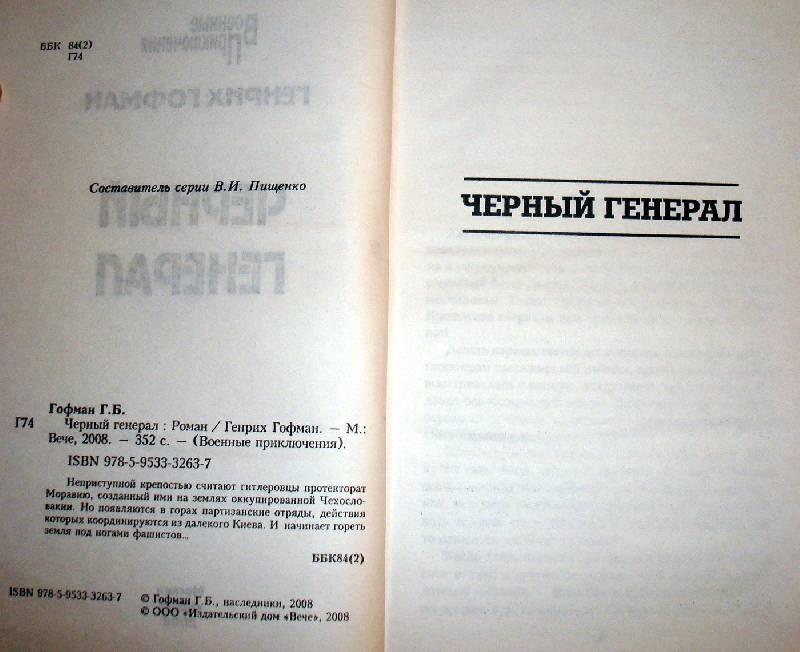 ББК 84(2)
Г74
Составитель серии В.И. Пищенко
Гофман Г.Б.
Г74 Черный генерал : Роман / Генрих Гофман. — М.:
Вече, 2008. — 352 с. — (Военные приключения).
ISBN 978-5-9533-3263-7
Неприступной крепостью считают гитлеровцы протекторат
Моравию, созданный ими на землях оккупированной Чехосло-
вакии. Но появляются в горах партизанские отряды, действия
которых координируются из далекого Киева. И начинает гореть
земля под ногами фашистов...
ББК84(2)
ISBN 978-5-9533-3263-7
© Гофман Г.Б., наследники, 2008
© ООО «Издательский дом «Вече», 2008
ЧЕРНЫЙ ГЕНЕРАЛ